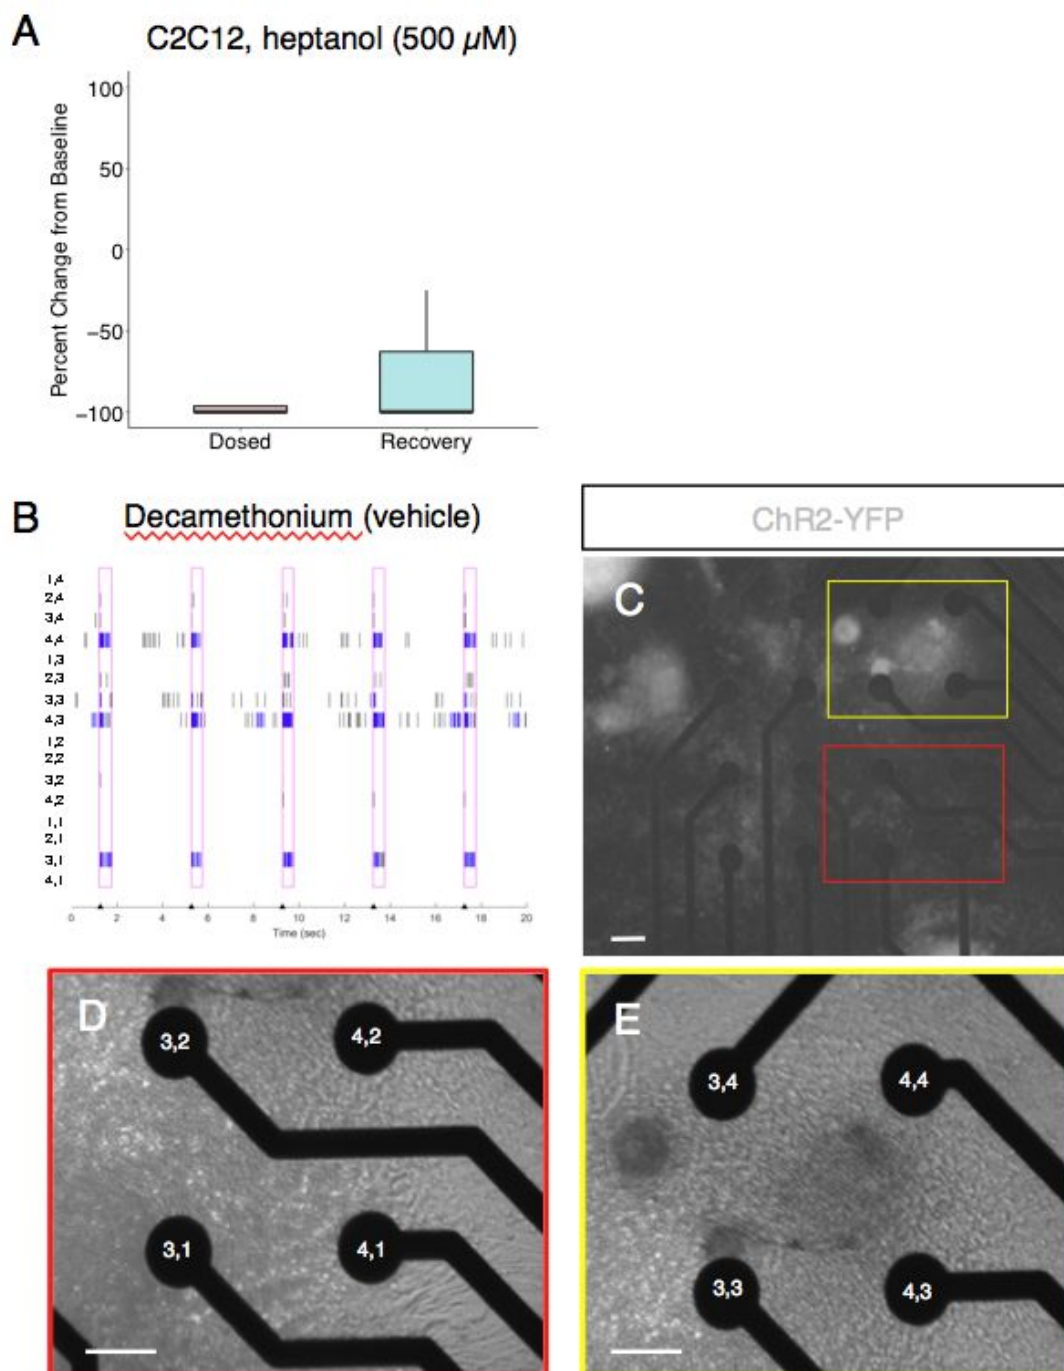 A
C2C12, heptanol (500 µM)
Percent Change from Baseline
100
50
0
−50
−100
Dosed
Recovery
B
Decamethonium (vehicle)
1,4
2,4
3,4
4,4
1,3
2,3
3,3
4,3
1,2
2,2
3,2
4,2
1,1
2,1
3,1
4,1
0 2 4 6 8 10 12 14 16 18 20
Time (sec)
ChR2-YFP
C
D
3,2 4,2
3,1 4,1
E
3,4 4,4
3,3 4,3